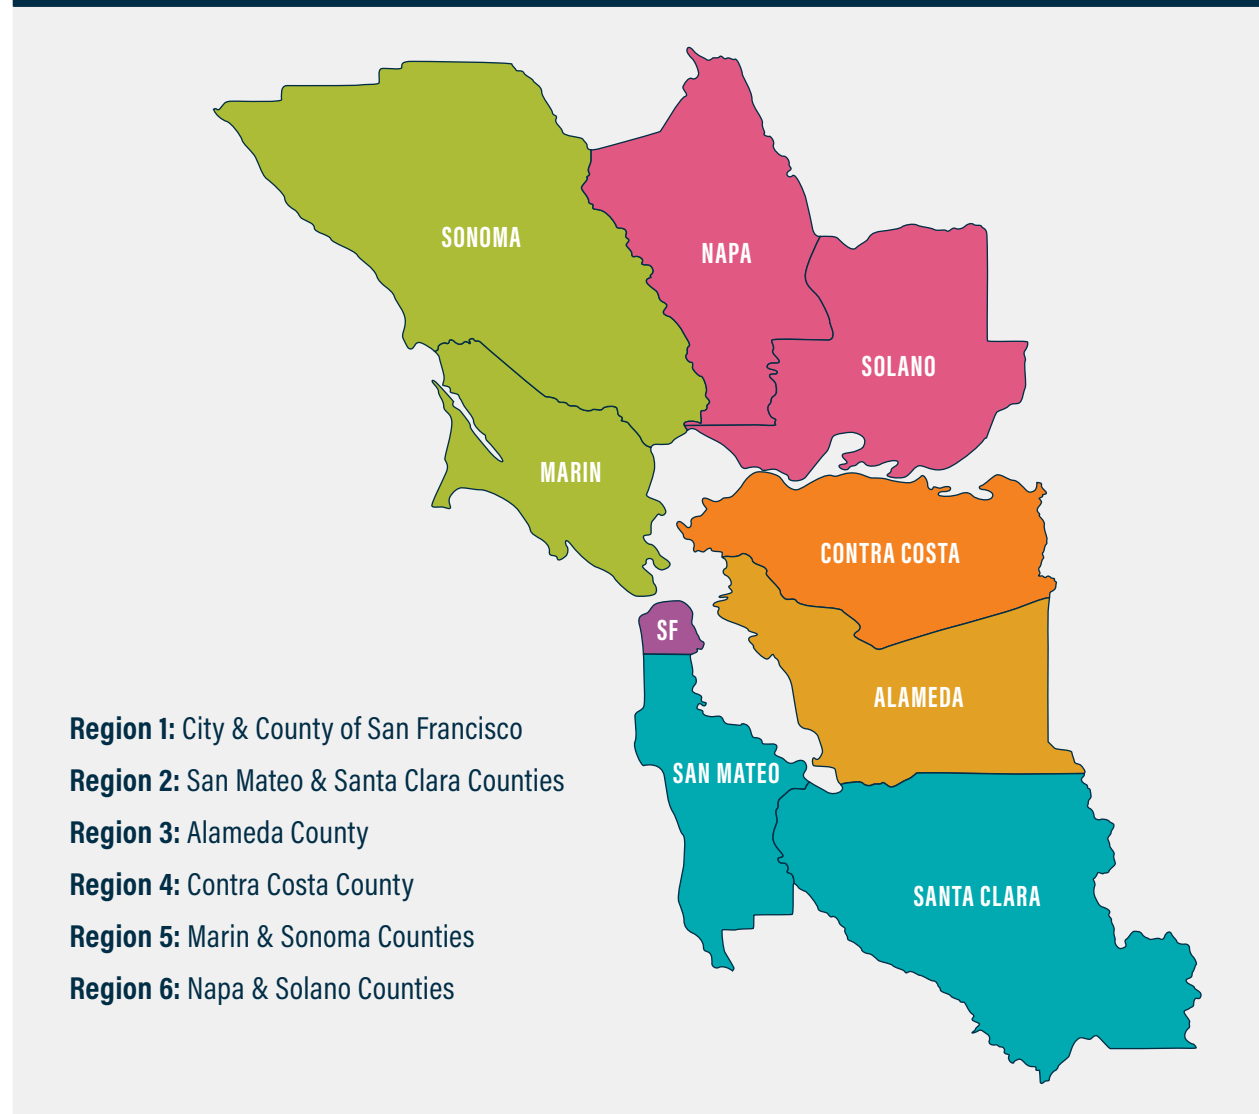 SONOMA
NAPA
SOLANO
MARIN
CONTRA COSTA
SF
ALAMEDA
SAN MATEO
SANTA CLARA
Region 1: City & County of San Francisco
Region 2: San Mateo & Santa Clara Counties
Region 3: Alameda County
Region 4: Contra Costa County
Region 5: Marin & Sonoma Counties
Region 6: Napa & Solano Counties